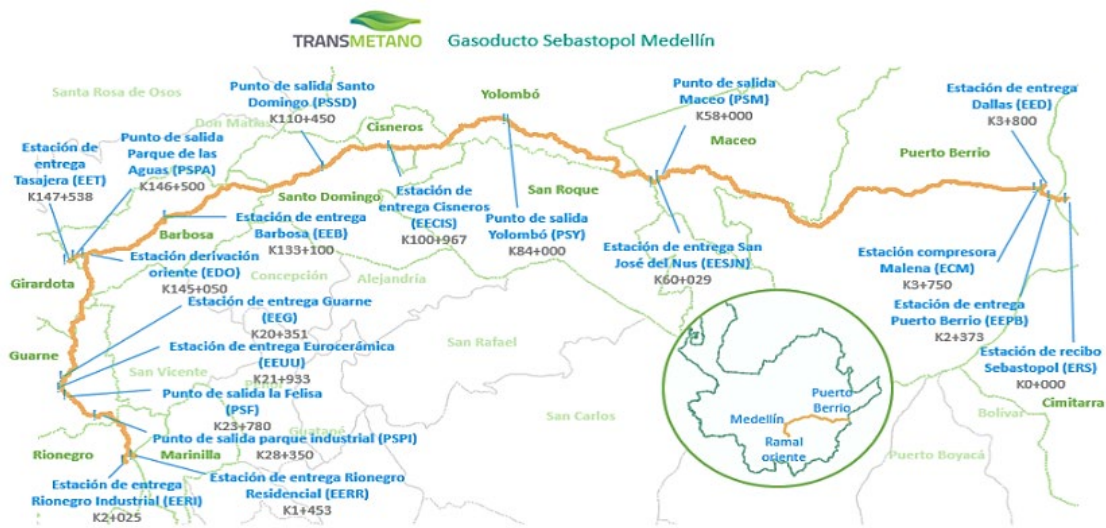 TRANSMETANO
Gasoducto Sebastopol Medellín
Santa Rosa de Osos
Don Matías
Punto de salida Santo
Domingo (PSSD)
K110+450
Cisneros
Yolombó
Punto de salida
Maceo (PSM)
K58+000
Maceo
Puerto Berrio
Estación de entrega
Dallas (EED)
K3+800
Estación de
entrega
Tasajera (EET)
K147+538
Punto de salida
Parque de las
Aguas (PSPA)
K146+500
Santo Domingo
San Roque
Barbosa
Estación de entrega
Barbosa (EEB)
K133+100
Estación de
entrega Cisneros
(EECIS)
K100+967
Punto de salida
Yolombó (PSY)
K84+000
Estación de entrega San
José del Nus (EESJN)
K60+029
Estación compresora
Malena (ECM)
K3+750
Estación de entrega
Puerto Berrio (EEPB)
K2+373
Estación de recibo
Sebastopol (ERS)
K0+000
Cimitarra
Bolívar
Puerto Boyacá
Girardota
Estación derivación
oriente (EDO)
K145+050
Concepción
Alejandría
Estación de entrega Guarne
(EEG)
K20+351
Guarne
Estación de entrega Eurocerámica
(EEUU)
K21+933
San Vicente
San Rafael
Punto de salida la Felisa
(PSF)
K23+780
San Carlos
Guatapé
Punto de salida parque industrial (PSPI)
K28+350
Rionegro
Marinilla
Estación de entrega
Rionegro Industrial (EERI)
K2+025
Estación de entrega Rionegro
Residencial (EERR)
K1+453
Medellín
Puerto
Berrío
Ramal
oriente